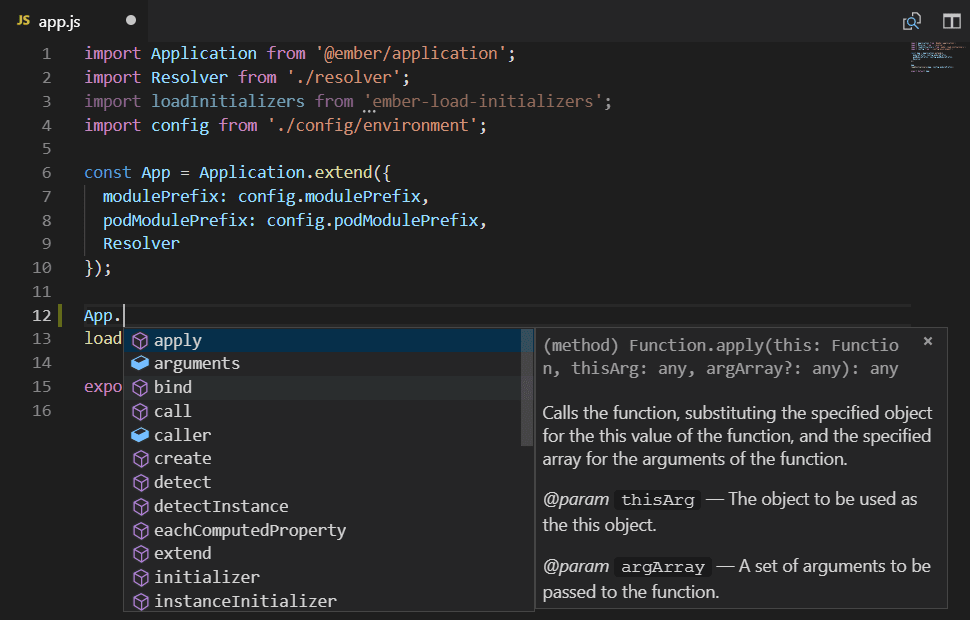 JS app.js
1 import Application from '@ember/application';
2 import Resolver from './resolver';
3 import loadInitializers from 'ember-load-initializers';
4 import config from './config/environment';
5
6 const App = Application.extend({
7 modulePrefix: config.modulePrefix,
8 podModulePrefix: config.podModulePrefix,
9 Resolver
10 });
11
12 App.
13 load
14
15 expo
16
apply
arguments
bind
call
caller
create
detect
detectInstance
eachComputedProperty
extend
initializer
instanceInitializer
(method) Function.apply(this: Functio
n, thisArg: any, argArray?: any): any
Calls the function, substituting the specified object
for the this value of the function, and the specified
array for the arguments of the function.
@param thisArg — The object to be used as
the this object.
@param argArray — A set of arguments to be
passed to the function.